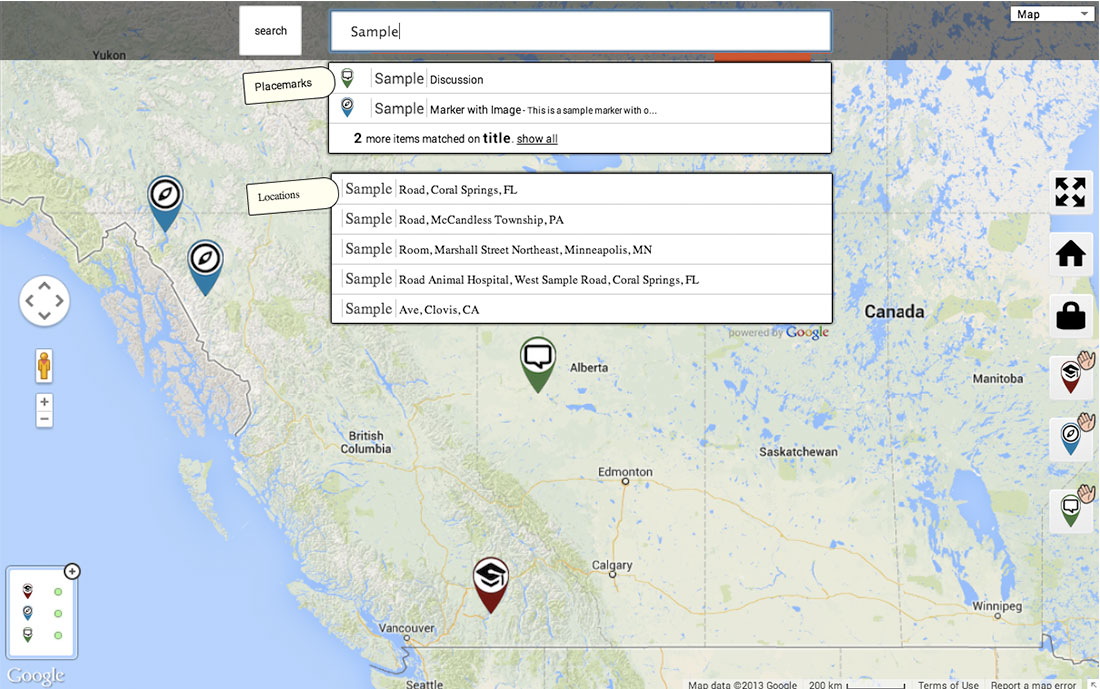 search
Sample
Map
Yukon
Placemarks
Sample Discussion
Sample Marker with Image - This is a sample marker with o...
2 more items matched on title. show all
Locations
Sample Road, Coral Springs, FL
Sample Road, McCandless Township, PA
Sample Room, Marshall Street Northeast, Minneapolis, MN
Sample Road Animal Hospital, West Sample Road, Coral Springs, FL
Sample Ave, Clovis, CA
powered by Google
Canada
Alberta
Manitoba
British
Columbia
Saskatchewan
Edmonton
Calgary
Winnipeg
Vancouver
Seattle
Google
Map data ©2013 Google
200 km
Terms of Use
Report a map error